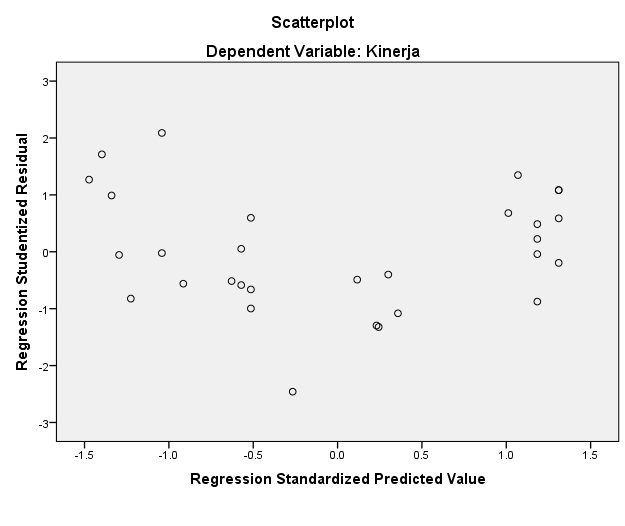 Scatterplot
Dependent Variable: Kinerja
Regression Studentized Residual
3
2
1
0
-1
-2
-3
-1.5 -1.0 -0.5 0.0 0.5 1.0 1.5
Regression Standardized Predicted Value